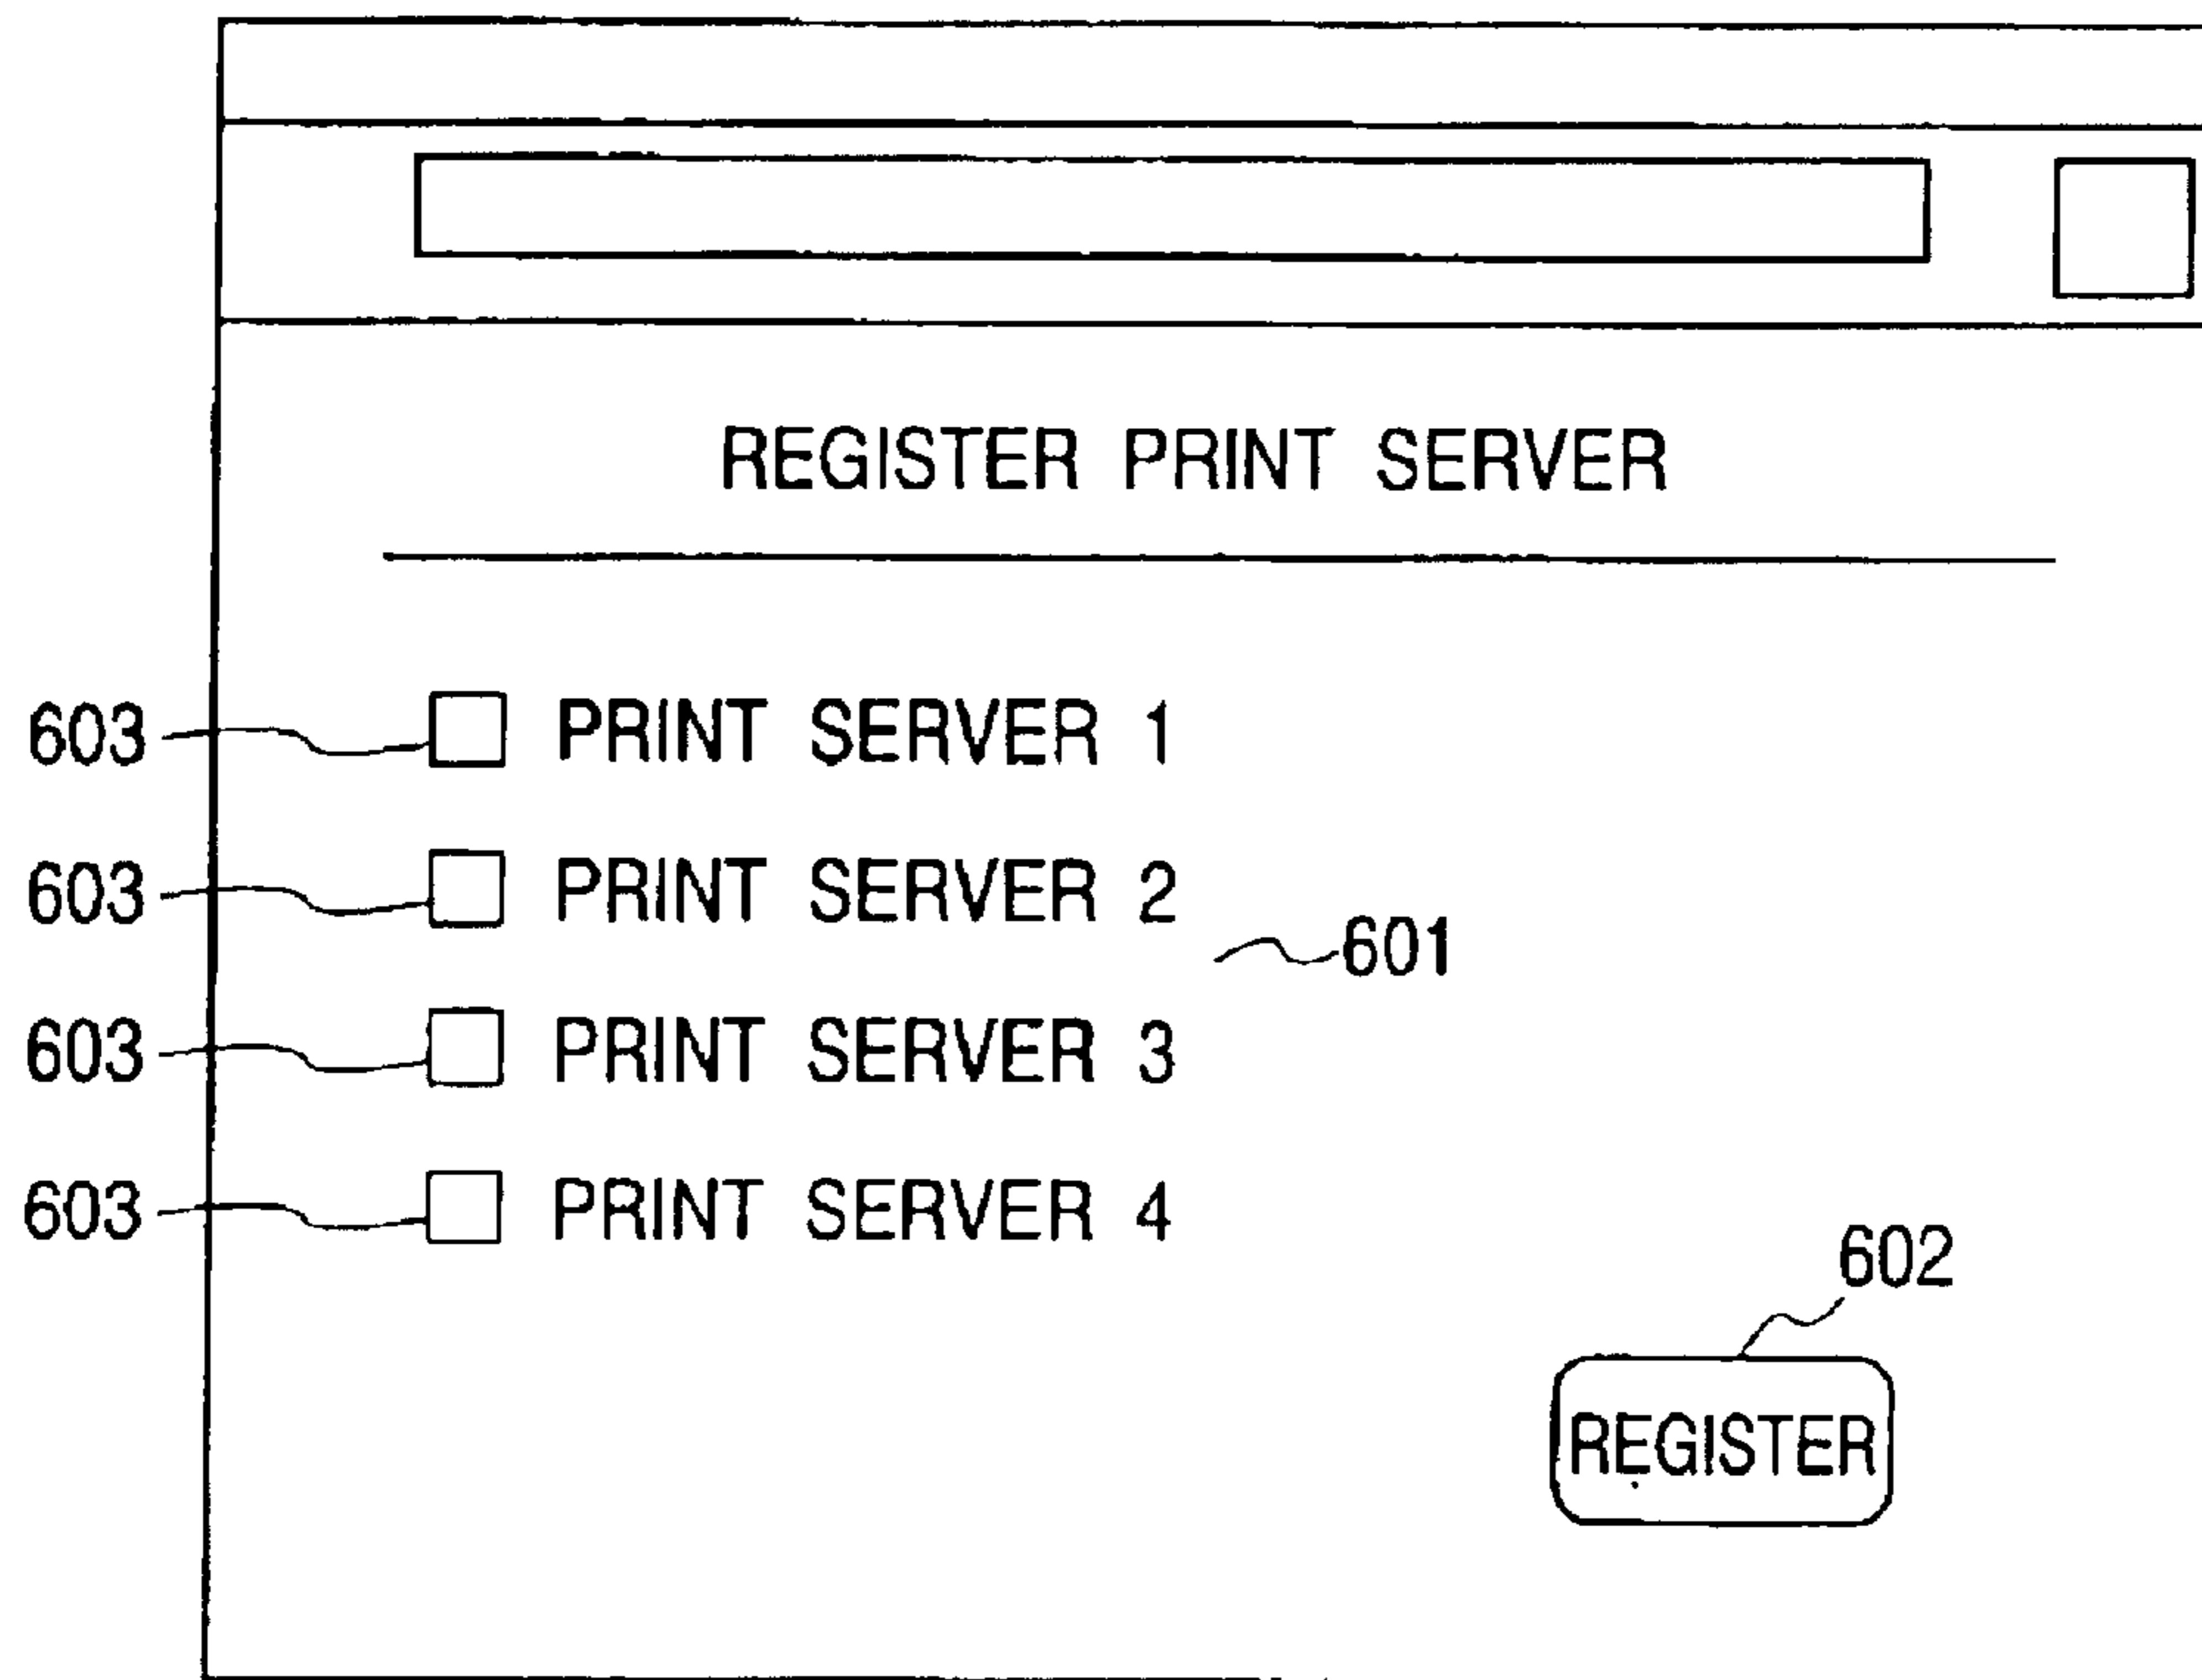 REGISTER PRINT SERVER
603 PRINT SERVER 1
603 PRINT SERVER 2
601
603 PRINT SERVER 3
603 PRINT SERVER 4
602
REGISTER